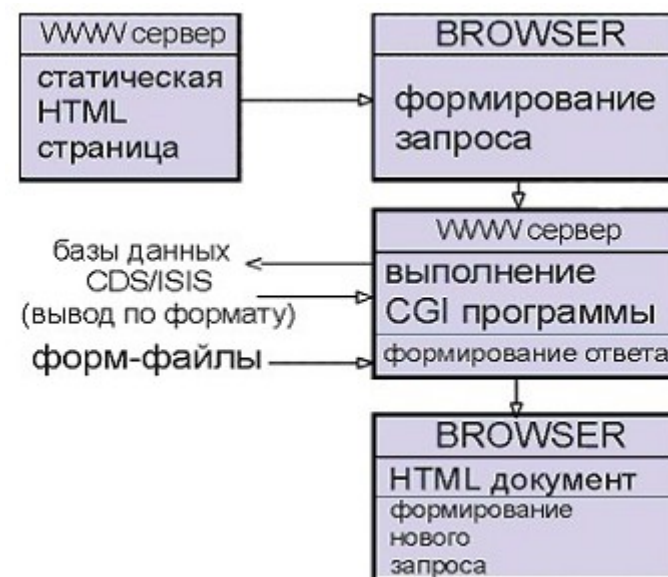 WWW сервер
статическая
HTML
страница
BROWSER
формирование
запроса
WWW сервер
выполнение
CGI программы
формирование ответа
базы данных
CDS/ISIS
(вывод по формату)
форм-файлы
BROWSER
HTML документ
формирование
нового
запроса